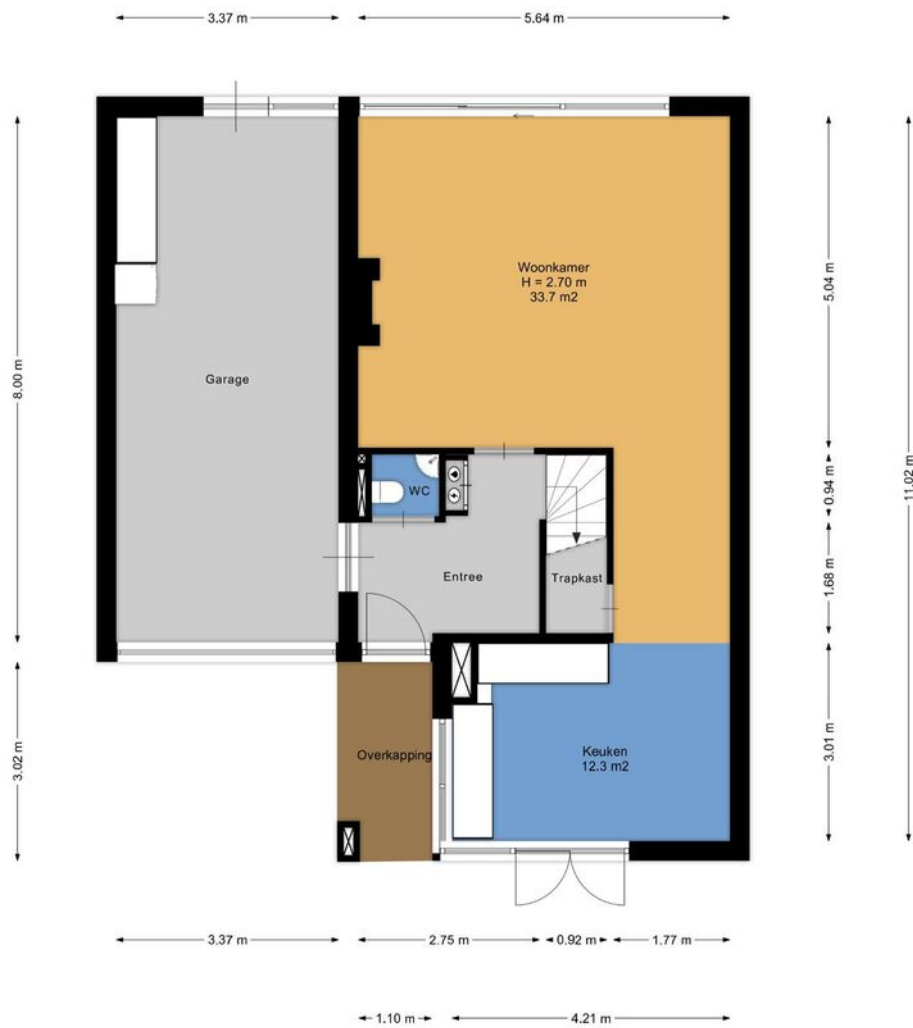 3.37 m
5.64 m
Woonkamer
H = 2.70 m
33.7 m2
5.04 m
Garage
8.00 m
11.02 m
WC
0.94 m
Entree
Trapkast
1.68 m
Overkapping
Keuken
12.3 m2
3.02 m
3.01 m
3.37 m
2.75 m
0.92 m
1.77 m
1.10 m
4.21 m